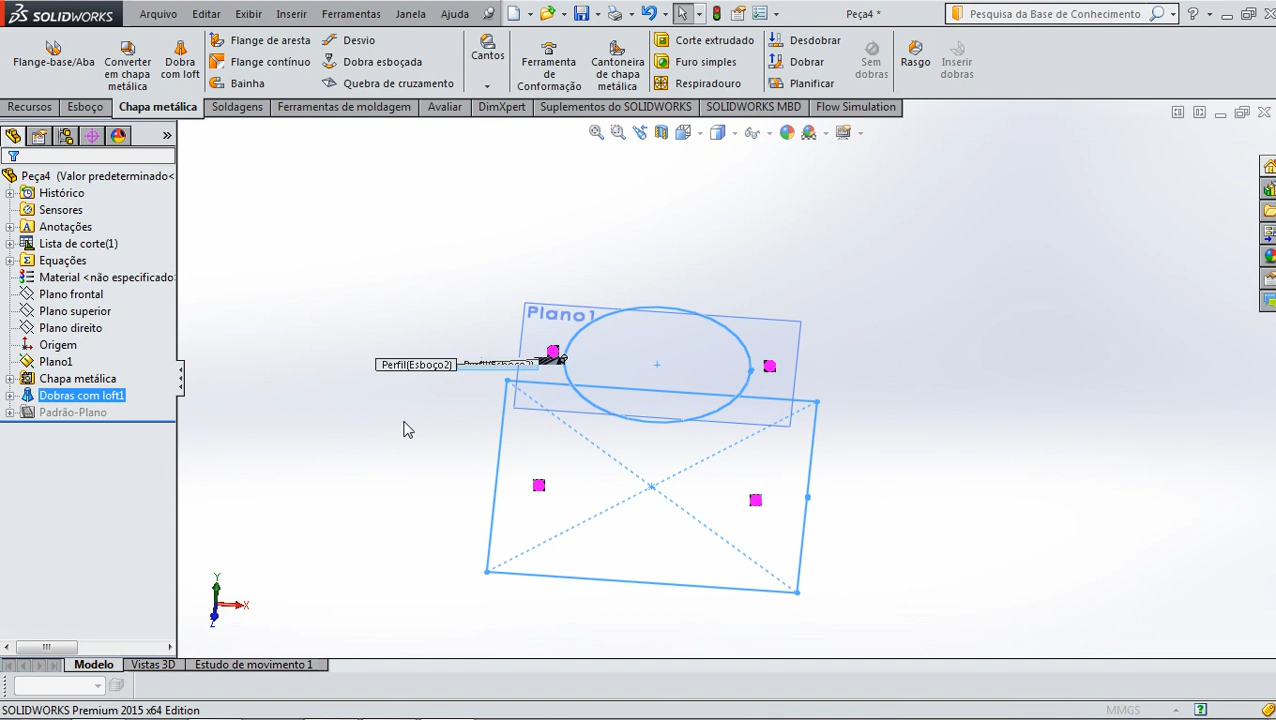 SOLIDWORKS Arquivo Editar Exibir Inserir Ferramentas Janela Ajuda Peça4 * Pesquisa da Base de Conhecimento
Flange-base/Aba
Converter em chapa metálica
Dobra com loft
Flange de aresta
Flange contínuo
Bainha
Desvio
Dobra esboçada
Quebra de cruzamento
Cantos
Ferramenta de Conformação
Cantoneira de chapa metálica
Corte extrudado
Furo simples
Respiradouro
Desdobrar
Dobrar
Planificar
Sem dobras
Rasgo
Inserir dobras
Recursos Esboço Chapa metálica Soldagens Ferramentas de moldagem Avaliar DimXpert Suplementos do SOLIDWORKS SOLIDWORKS MBD Flow Simulation
Peça4 (Valor predeterminado<
Histórico
Sensores
Anotações
Lista de corte(1)
Equações
Material <não especificado>
Plano frontal
Plano superior
Plano direito
Origem
Plano1
Chapa metálica
Dobras com loft1
Padrão-Plano
Plano1
Perfil(Esboço2)
Y
X
Z
Modelo Vistas 3D Estudo de movimento 1
SOLIDWORKS Premium 2015 x64 Edition MMGS